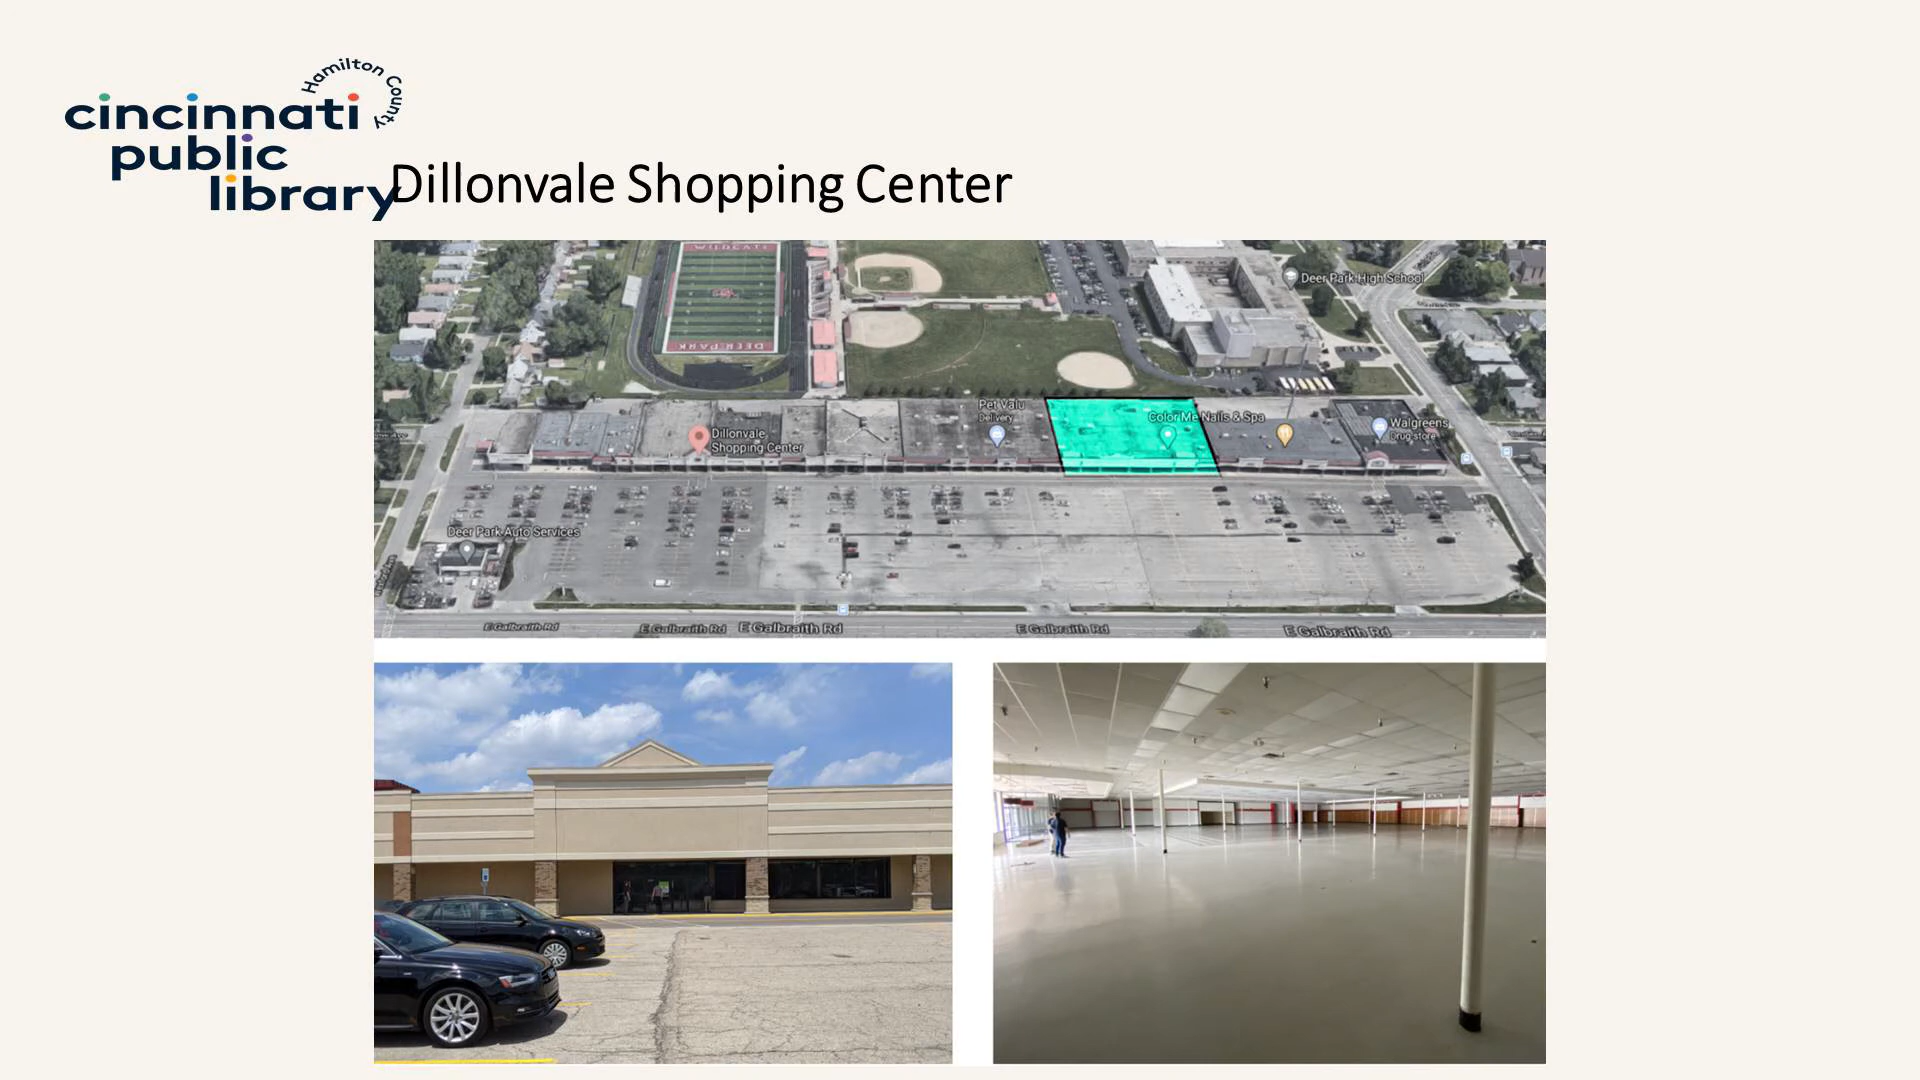 Hamilton County
cincinnati
public
library
Dillonvale Shopping Center
WILDCATS
DEER PARK
Deer Park High School
Pet Valu
Delivery
Color Me Nails & Spa
Dillonvale
Shopping Center
Walgreens
Drug store
Deer Park Auto Services
E Galbraith Rd
E Galbraith Rd
E Galbraith Rd
E Galbraith Rd
E Galbraith Rd